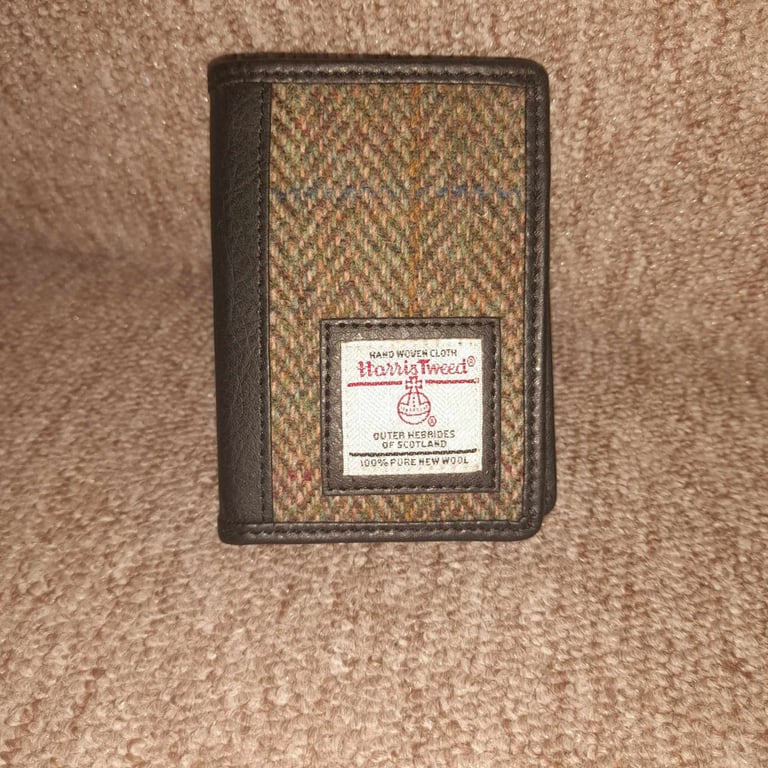 HAND WOVEN CLOTH
Harris Tweed®
®
OUTER HEBRIDES
OF SCOTLAND
100% PURE NEW WOOL